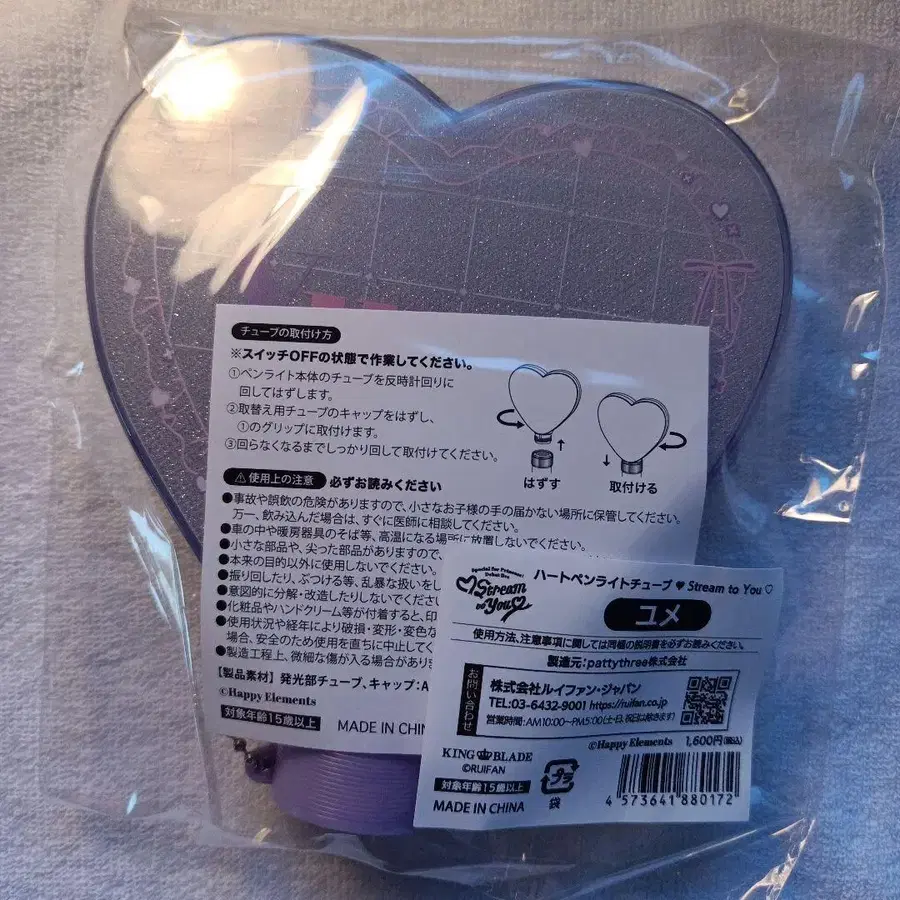 チューブの取付け方
※スイッチOFFの状態で作業してください。
①ペンライト本体のチューブを反時計回りに
回してはずします。
②取替え用チューブのキャップをはずし、
①のグリップに取付けます。
③回らなくなるまでしっかり回して取付けてください。
はずす
取付ける
⚠使用上の注意 必ずお読みください
●事故や誤飲の危険がありますので、小さなお子様の手の届かない場所に保管してください。
万一、飲み込んだ場合は、すぐに医師に相談してください。
●車の中や暖房器具のそば等、高温になる場所に放置しないでください。
●小さな部品や、尖った部品がありますので、
●本来の目的以外に使用しないでください。
●振り回したり、ぶつける等、乱暴な扱いをし
●意図的に分解・改造したりしないでくださ
●化粧品やハンドクリーム等が付着すると、印
●使用状況や経年により破損・変形・変色な
場合、安全のため使用を直ちに中止してく
●製造工程上、微細な傷が入る場合があり
【製品素材】発光部チューブ、キャップ:A
©Happy Elements
対象年齢15歳以上
MADE IN CHIN
Stream
to You
ハートペンライトチューブ ♥ Stream to You ♡
ユメ
使用方法、注意事項に関しては同梱の説明書を必ずお読みください。
製造元:pattythree株式会社
お問い合わせ
株式会社ルイファン・ジャパン
TEL:03-6432-9001 https://ruifan.co.jp
営業時間:AM10:00〜PM5:00(土・日、祝日は除きます)
KING BLADE
©RUIFAN
©Happy Elements 1,600円(税込)
対象年齢15歳以上
プラ
袋
MADE IN CHINA
4 573641 880172